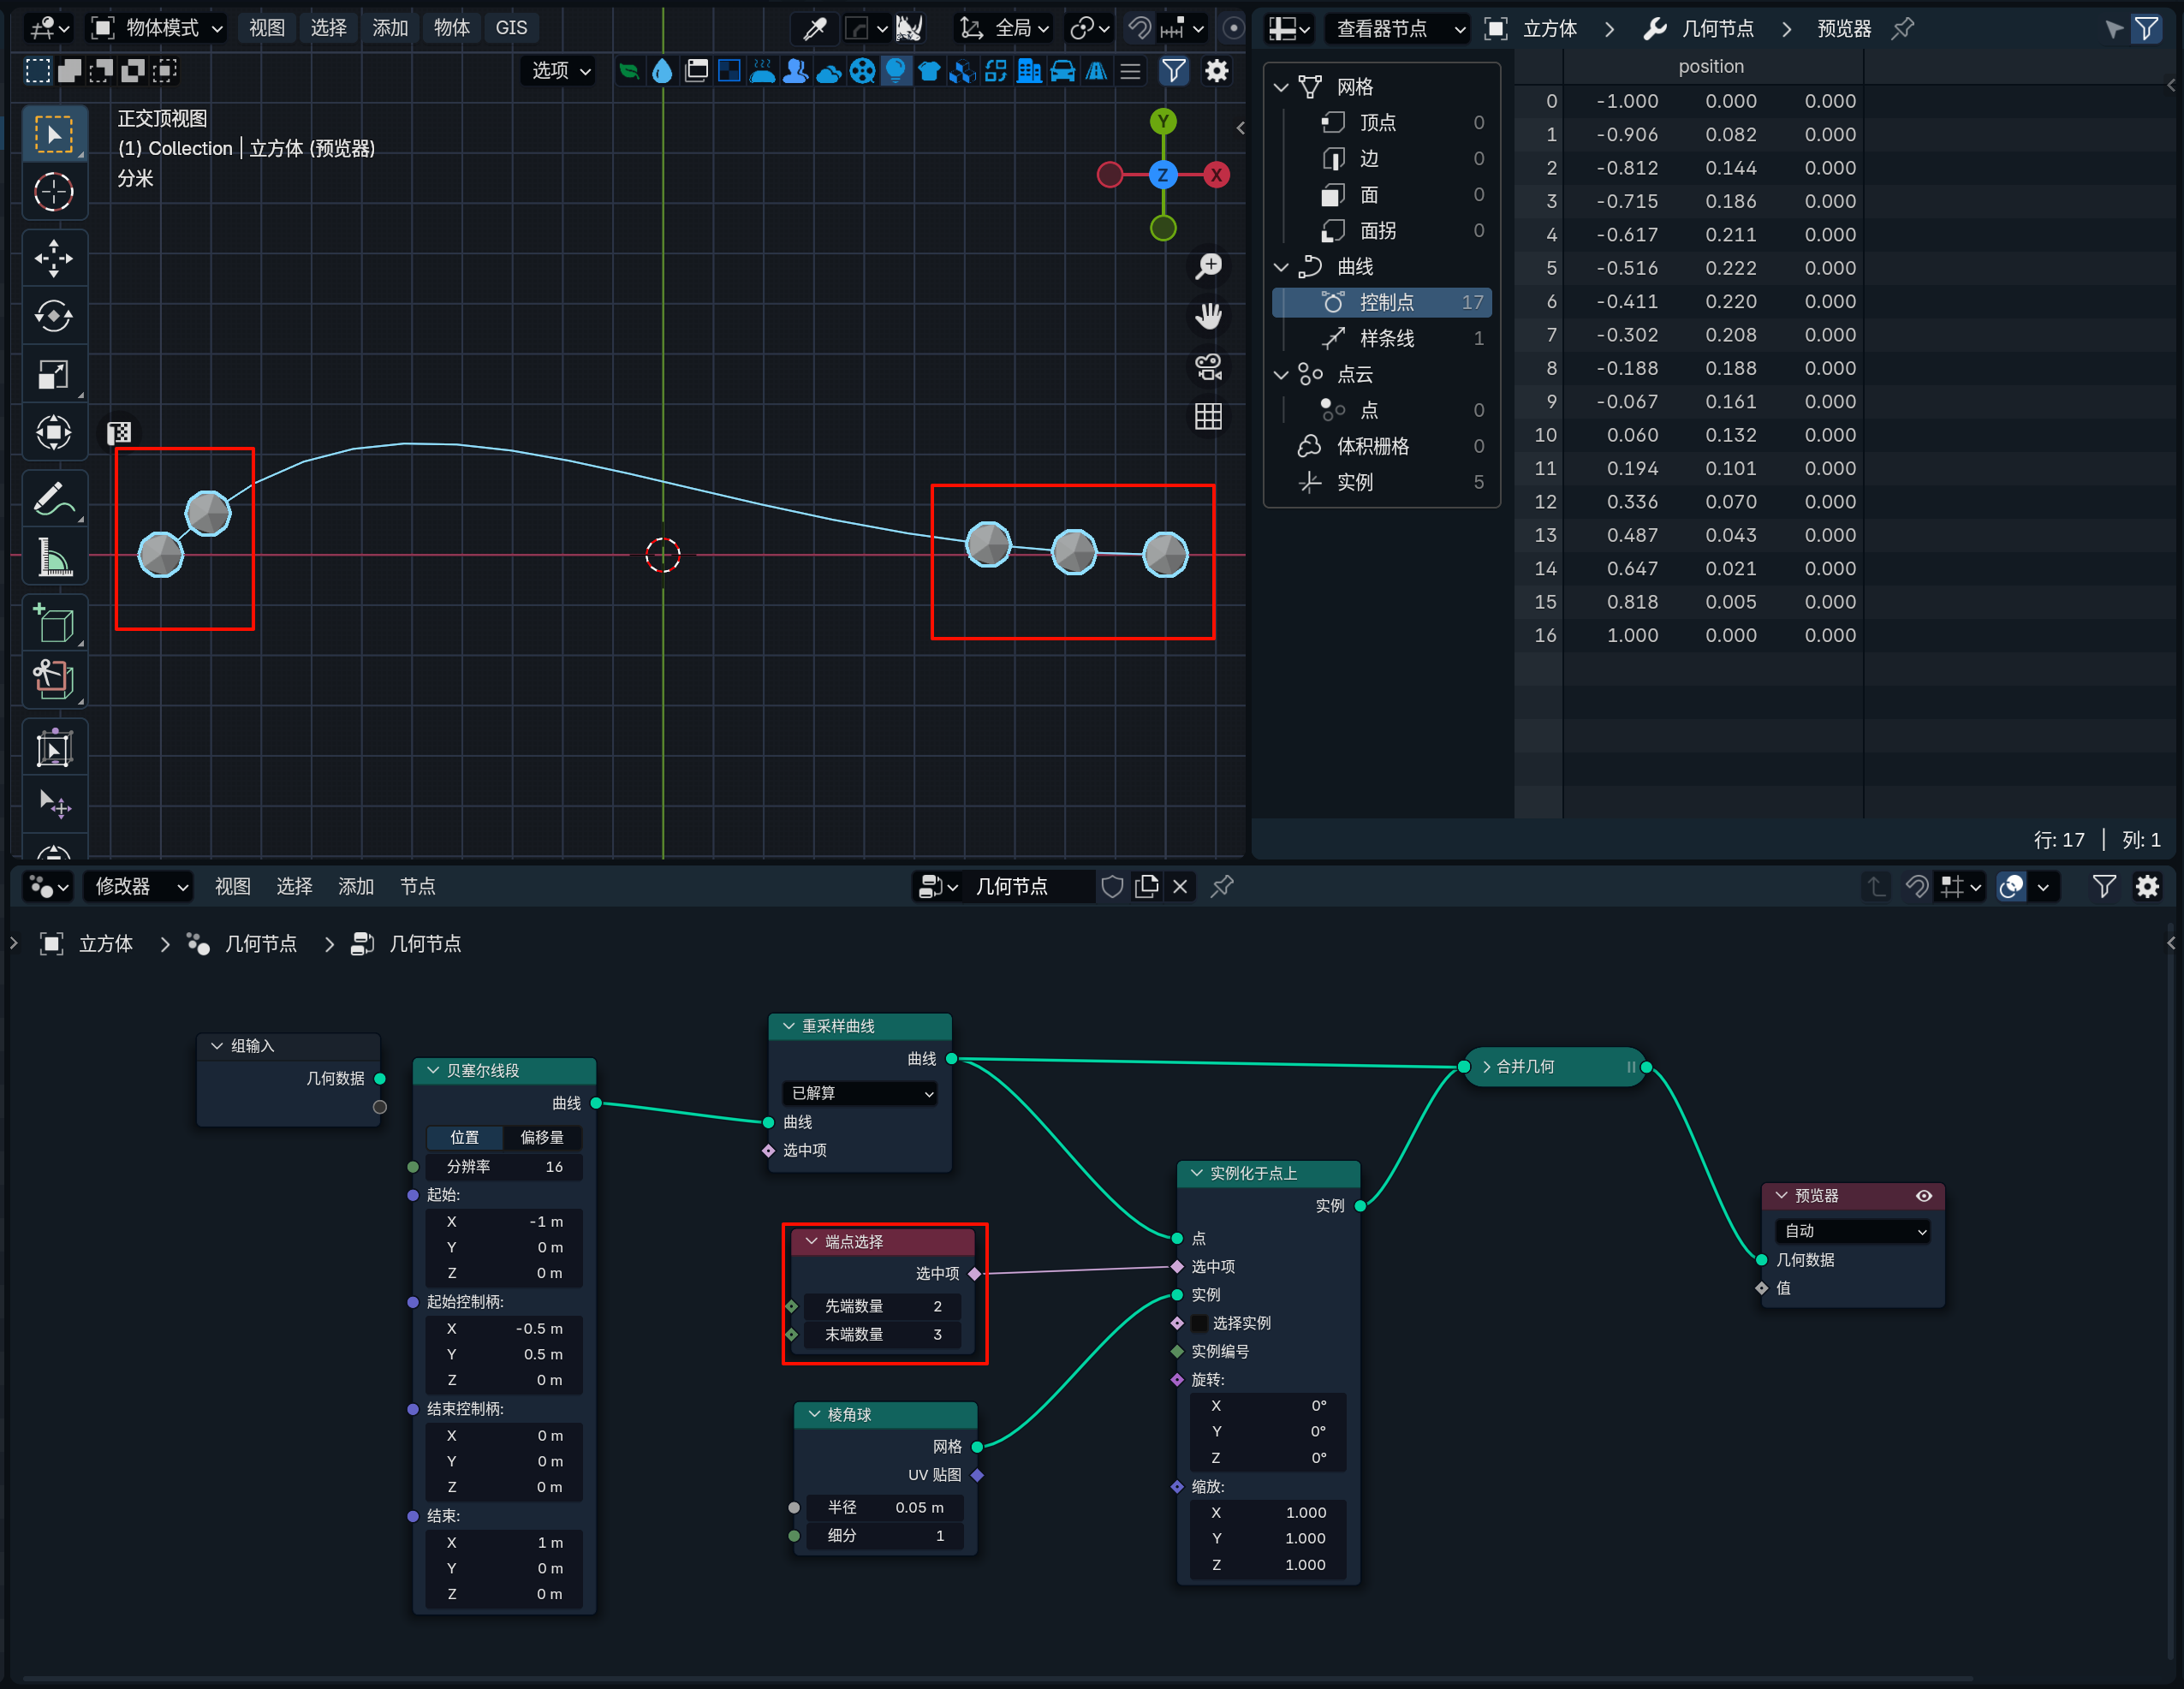 物体模式 视图 选择 添加 物体 GIS 全局
选项
正交顶视图
(1) Collection | 立方体 (预览器)
分米
Y
Z X
查看器节点 立方体 几何节点 预览器
网格
顶点 0
边 0
面 0
面拐 0
曲线
控制点 17
样条线 1
点云
点 0
体积栅格 0
实例 5
position
0 -1.000 0.000 0.000
1 -0.906 0.082 0.000
2 -0.812 0.144 0.000
3 -0.715 0.186 0.000
4 -0.617 0.211 0.000
5 -0.516 0.222 0.000
6 -0.411 0.220 0.000
7 -0.302 0.208 0.000
8 -0.188 0.188 0.000
9 -0.067 0.161 0.000
10 0.060 0.132 0.000
11 0.194 0.101 0.000
12 0.336 0.070 0.000
13 0.487 0.043 0.000
14 0.647 0.021 0.000
15 0.818 0.005 0.000
16 1.000 0.000 0.000
行: 17 | 列: 1
修改器 视图 选择 添加 节点 几何节点
立方体 几何节点 几何节点
组输入
几何数据
贝塞尔线段
曲线
位置 偏移量
分辨率 16
起始:
X -1 m
Y 0 m
Z 0 m
起始控制柄:
X -0.5 m
Y 0.5 m
Z 0 m
结束控制柄:
X 0 m
Y 0 m
Z 0 m
结束:
X 1 m
Y 0 m
Z 0 m
重采样曲线
曲线
已解算
曲线
选中项
端点选择
选中项
先端数量 2
末端数量 3
棱角球
网格
UV 贴图
半径 0.05 m
细分 1
实例化于点上
实例
点
选中项
实例
选择实例
实例编号
旋转:
X 0°
Y 0°
Z 0°
缩放:
X 1.000
Y 1.000
Z 1.000
合并几何
预览器
自动
几何数据
值